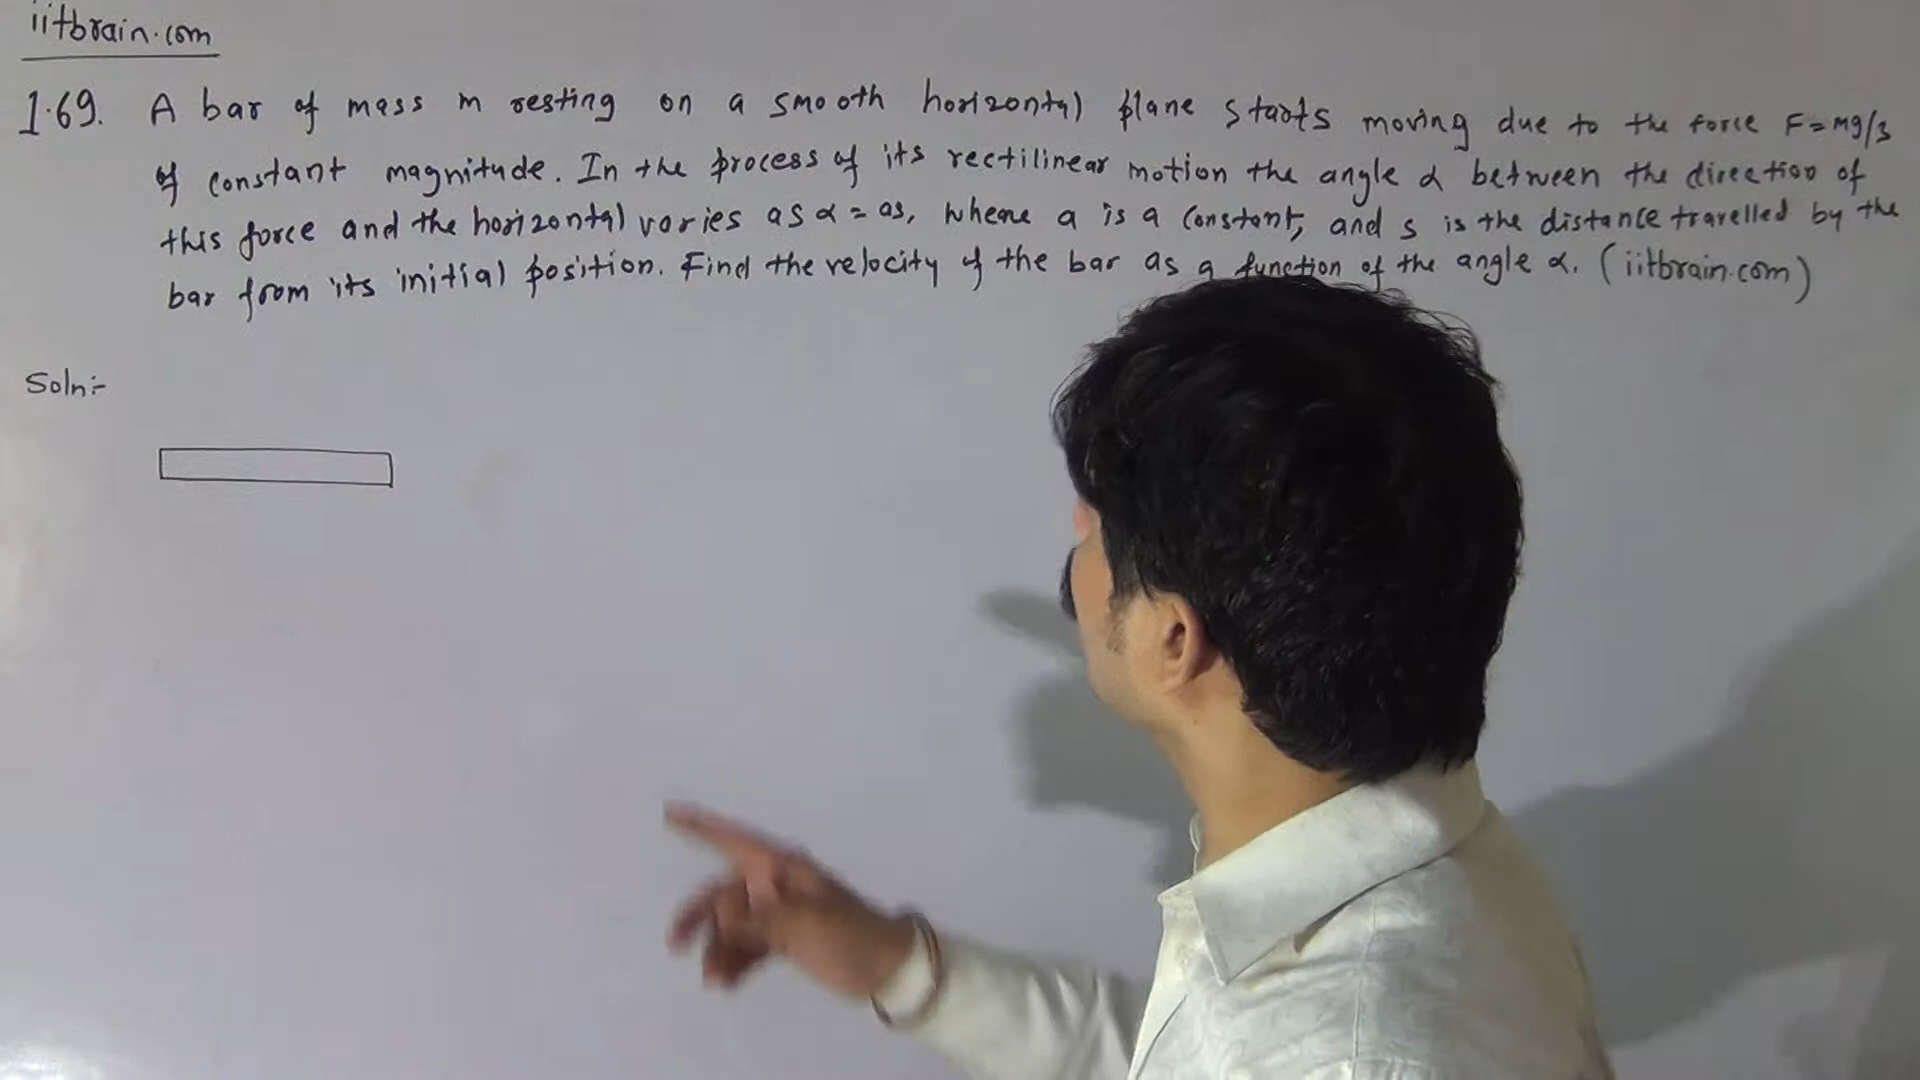 iitbrain.com
1.69. A bar of mass m resting on a smooth horizontal plane starts moving due to the force F=mg/3
of constant magnitude. In the process of its rectilinear motion the angle α between the direction of
this force and the horizontal varies as α = as, where a is a constant, and s is the distance travelled by the
bar from its initial position. Find the velocity of the bar as a function of the angle α. (iitbrain.com)
Soln:-